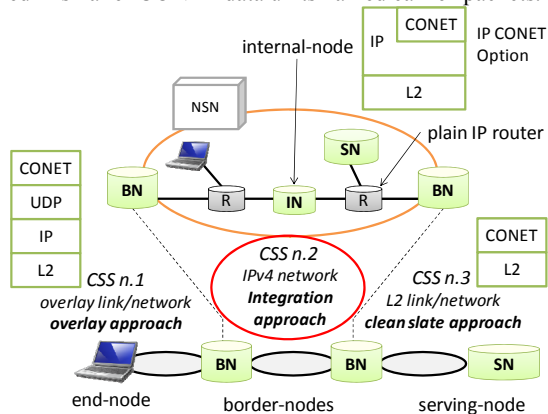 internal-node
CONET
IP
L2
IP CONET
Option
NSN
SN
plain IP router
BN
R
IN
R
BN
CONET
UDP
IP
L2
CONET
L2
CSS n.1
overlay link/network
overlay approach
CSS n.2
IPv4 network
Integration
approach
CSS n.3
L2 link/network
clean slate approach
BN
BN
SN
end-node
border-nodes
serving-node